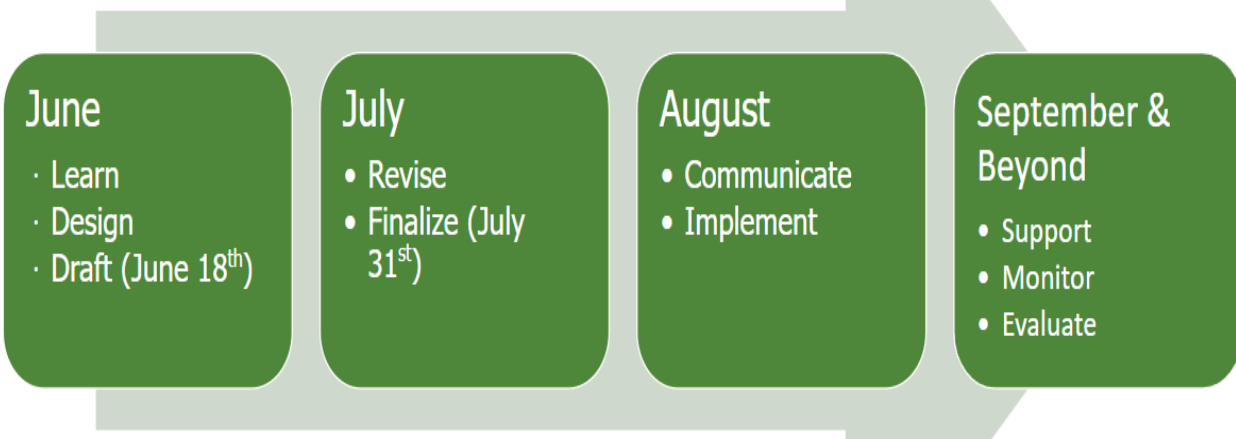 June
· Learn
· Design
· Draft (June 18th)
July
• Revise
• Finalize (July
31st)
August
• Communicate
• Implement
September &
Beyond
• Support
• Monitor
• Evaluate